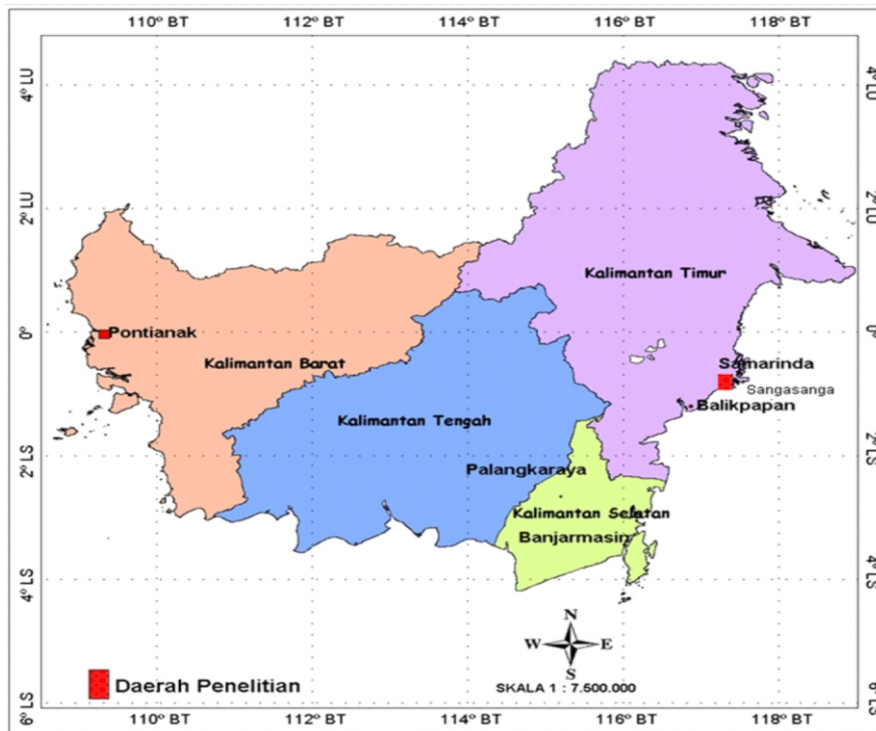 110º BT 112º BT 114º BT 116º BT 118º BT
4º LU
4º LU
2º LU
2º LU
Kalimantan Timur
0º
Pontianak
0º
Kalimantan Barat
Samarinda
Sangasanga
Balikpapan
Kalimantan Tengah
2º LS
Palangkaraya
2º LS
Kalimantan Selatan
Banjarmasin
4º LS
4º LS
N
W E
S
Daerah Penelitian
SKALA 1 : 7.500.000
6º LS
6º LS
110º BT 112º BT 114º BT 116º BT 118º BT